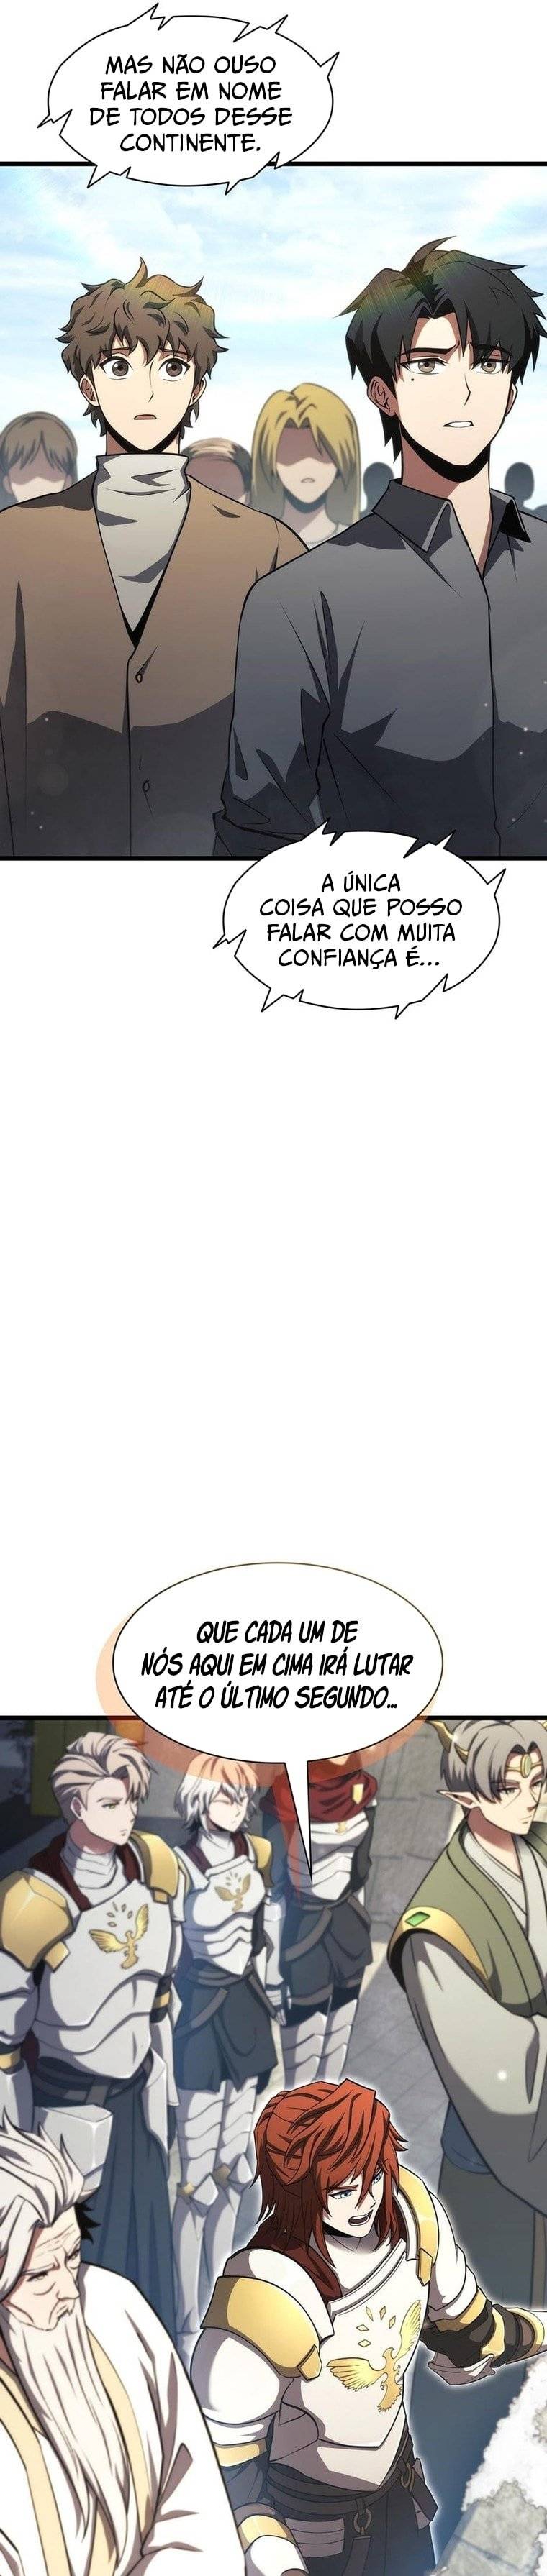 MAS NÃO OUSO
FALAR EM NOME
DE TODOS DESSE
CONTINENTE.
A ÚNICA
COISA QUE POSSO
FALAR COM MUITA
CONFIANÇA É...
QUE CADA UM DE
NÓS AQUI EM CIMA IRÁ LUTAR
ATÉ O ÚLTIMO SEGUNDO...